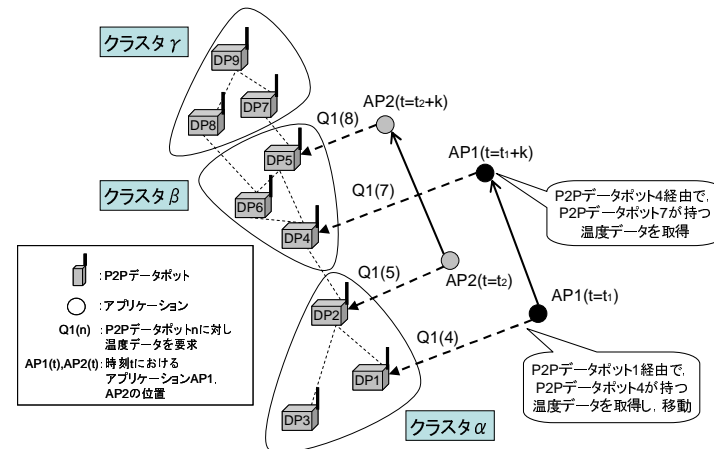 クラスタγ
DP9
DP7
DP8
AP2(t=t2+k)
Q1(8)
AP1(t=t1+k)
DP5
クラスタβ
Q1(7)
DP6
DP4
P2Pデータポット4経由で,
P2Pデータポット7が持つ
温度データを取得
Q1(5)
AP2(t=t2)
AP1(t=t1)
DP2
Q1(4)
DP1
DP3
クラスタα
P2Pデータポット1経由で,
P2Pデータポット4が持つ
温度データを取得し,移動
:P2Pデータポット
:アプリケーション
Q1(n) :P2Pデータポットnに対し
温度データを要求
AP1(t),AP2(t):時刻tにおける
アプリケーションAP1,
AP2の位置